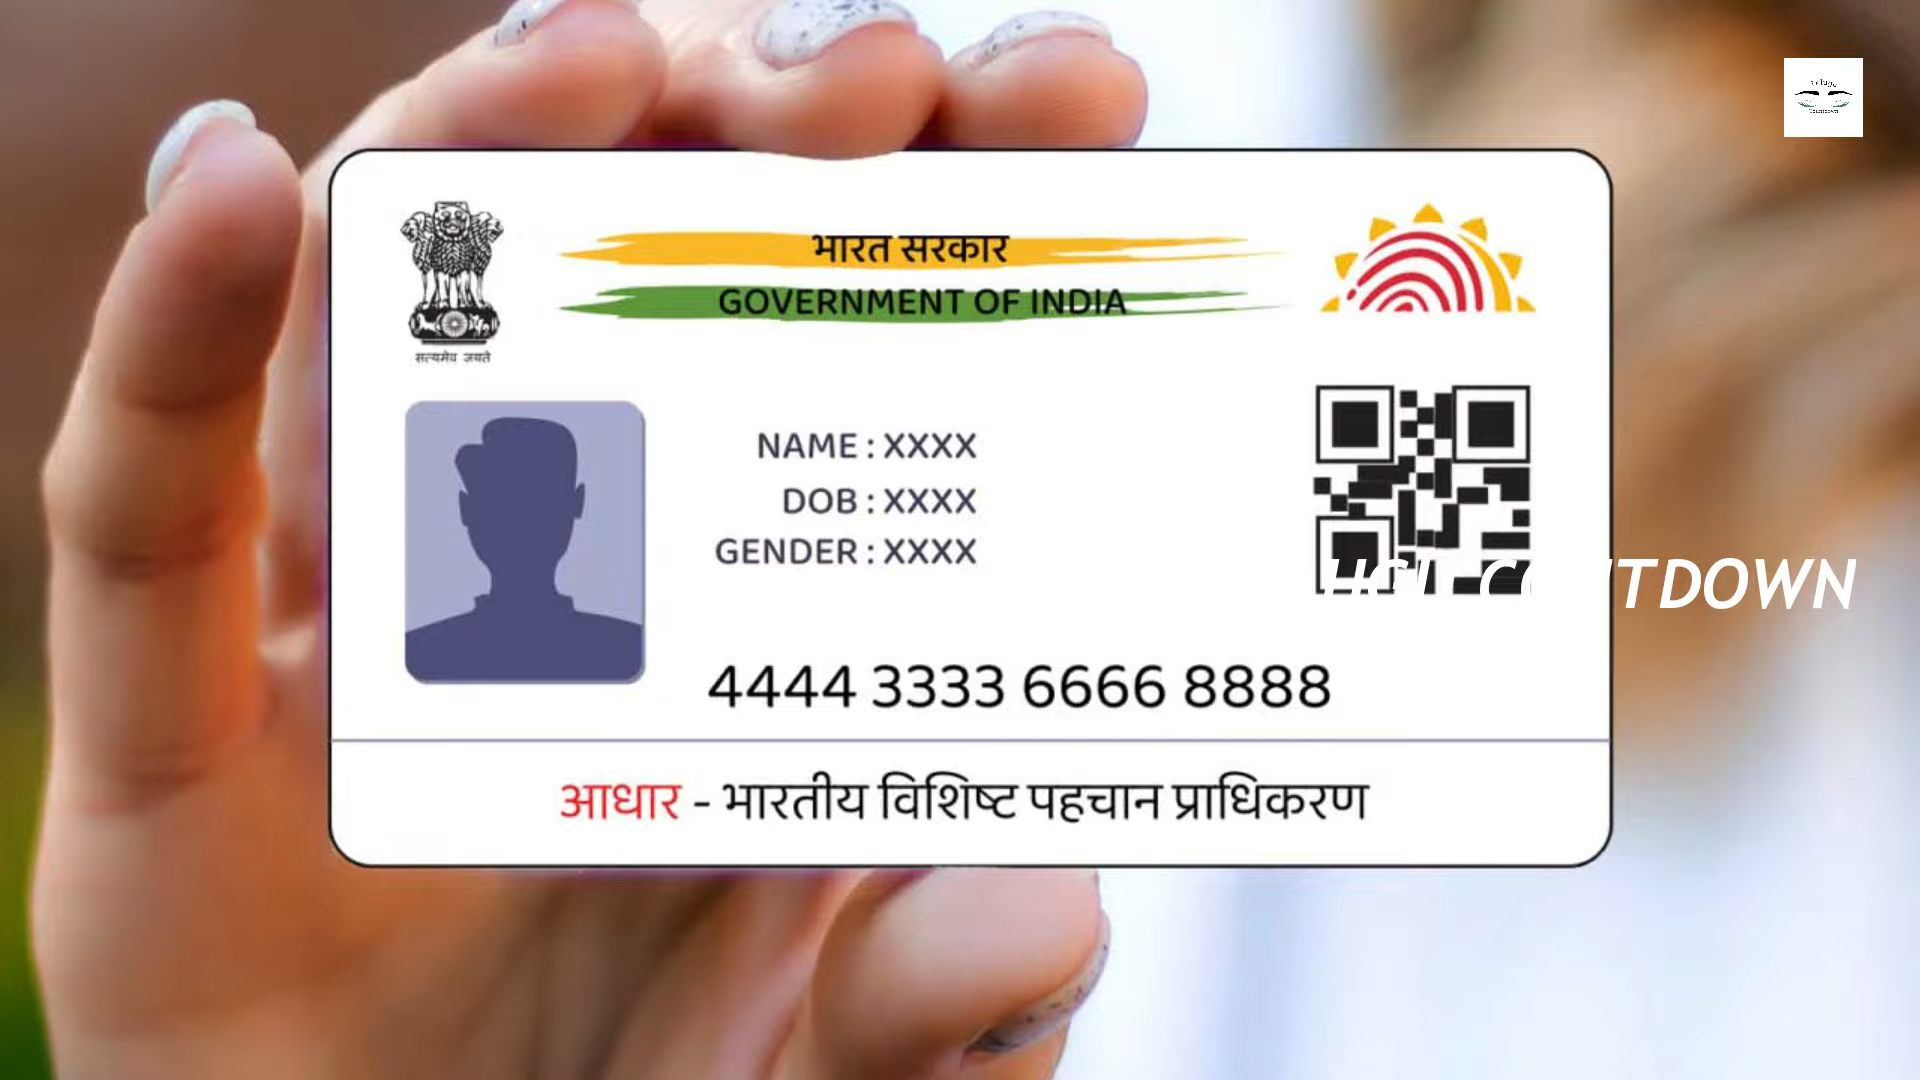 भारत सरकार
GOVERNMENT OF INDIA
सत्यमेव जयते
NAME : XXXX
DOB : XXXX
GENDER : XXXX
4444 3333 6666 8888
आधार - भारतीय विशिष्ट पहचान प्राधिकरण